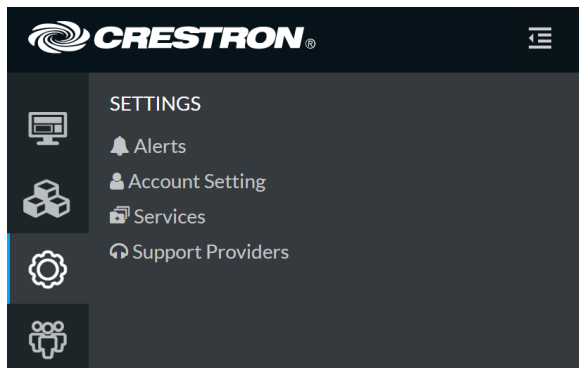 CRESTRON®
SETTINGS
Alerts
Account Setting
Services
Support Providers